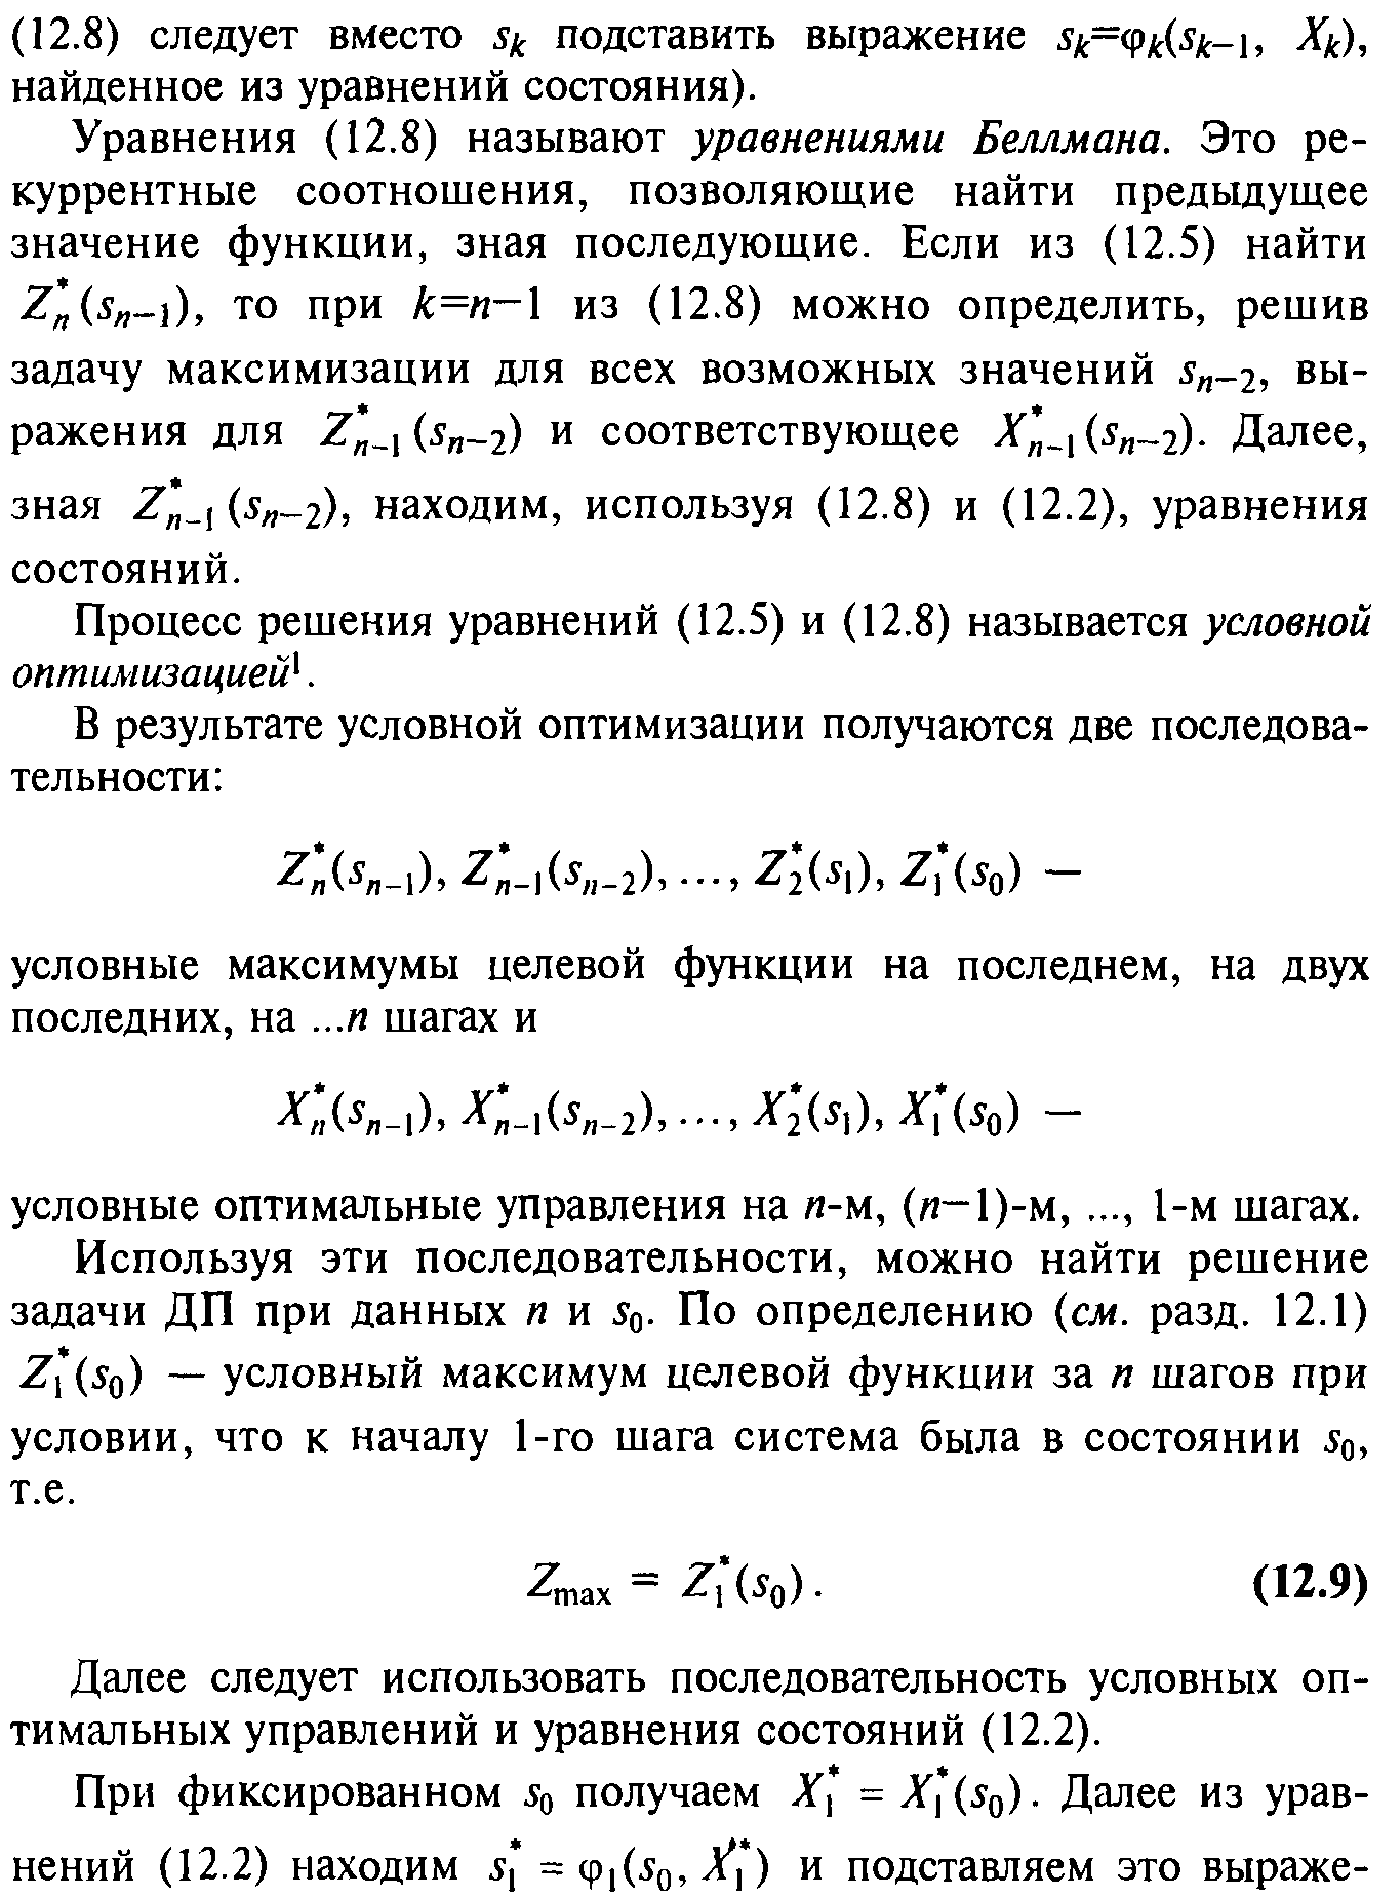 (12.8) следует вместо sₖ подставить выражение sₖ=φₖ(sₖ₋₁, Xₖ),
найденное из уравнений состояния).
Уравнения (12.8) называют уравнениями Беллмана. Это ре-
куррентные соотношения, позволяющие найти предыдущее
значение функции, зная последующие. Если из (12.5) найти
Z*ₙ(sₙ₋₁), то при k=n−1 из (12.8) можно определить, решив
задачу максимизации для всех возможных значений sₙ₋₂, вы-
ражения для Z*ₙ₋₁(sₙ₋₂) и соответствующее X*ₙ₋₁(sₙ₋₂). Далее,
зная Z*ₙ₋₁(sₙ₋₂), находим, используя (12.8) и (12.2), уравнения
состояний.
Процесс решения уравнений (12.5) и (12.8) называется условной
оптимизацией¹.
В результате условной оптимизации получаются две последова-
тельности:
Z*ₙ(sₙ₋₁), Z*ₙ₋₁(sₙ₋₂), ..., Z*₂(s₁), Z*₁(s₀) —
условные максимумы целевой функции на последнем, на двух
последних, на ...n шагах и
X*ₙ(sₙ₋₁), X*ₙ₋₁(sₙ₋₂), ..., X*₂(s₁), X*₁(s₀) —
условные оптимальные управления на n-м, (n−1)-м, ..., 1-м шагах.
Используя эти последовательности, можно найти решение
задачи ДП при данных n и s₀. По определению (см. разд. 12.1)
Z*₁(s₀) — условный максимум целевой функции за n шагов при
условии, что к началу 1-го шага система была в состоянии s₀,
т.е.
Zmax = Z*₁(s₀). (12.9)
Далее следует использовать последовательность условных оп-
тимальных управлений и уравнения состояний (12.2).
При фиксированном s₀ получаем X*₁ = X*₁(s₀). Далее из урав-
нений (12.2) находим s*₁ = φ₁(s₀, X*₁) и подставляем это выраже-